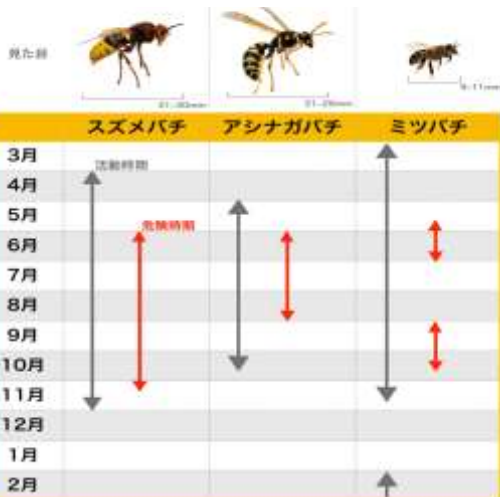 見た目
11mm
スズメバチ アシナガバチ ミツバチ
3月
活動時期
4月
5月
危険時期
6月
7月
8月
9月
10月
11月
12月
1月
2月